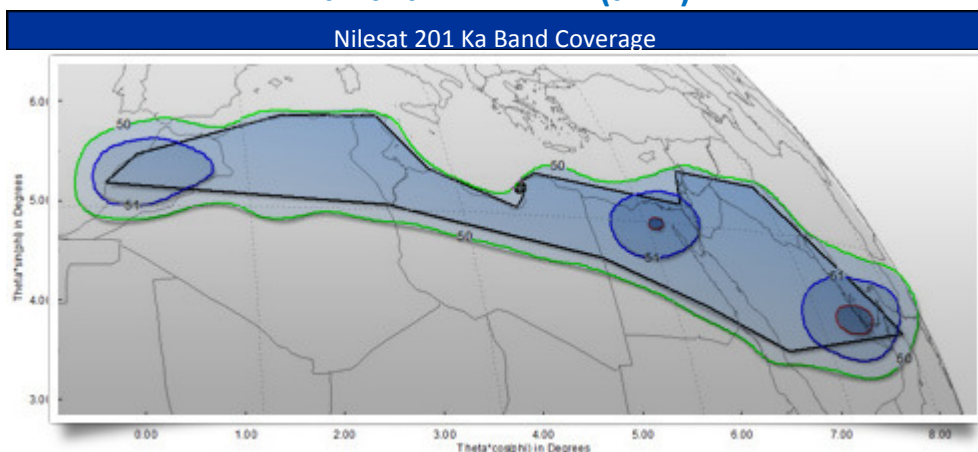 Nilesat 201 Ka Band Coverage
6.00
50
50
51
5.00
50
51
51
4.00
50
3.00
0.00 1.00 2.00 3.00 4.00 5.00 6.00 7.00 8.00
Theta*sin(phi) in Degrees
Theta*cos(phi) in Degrees